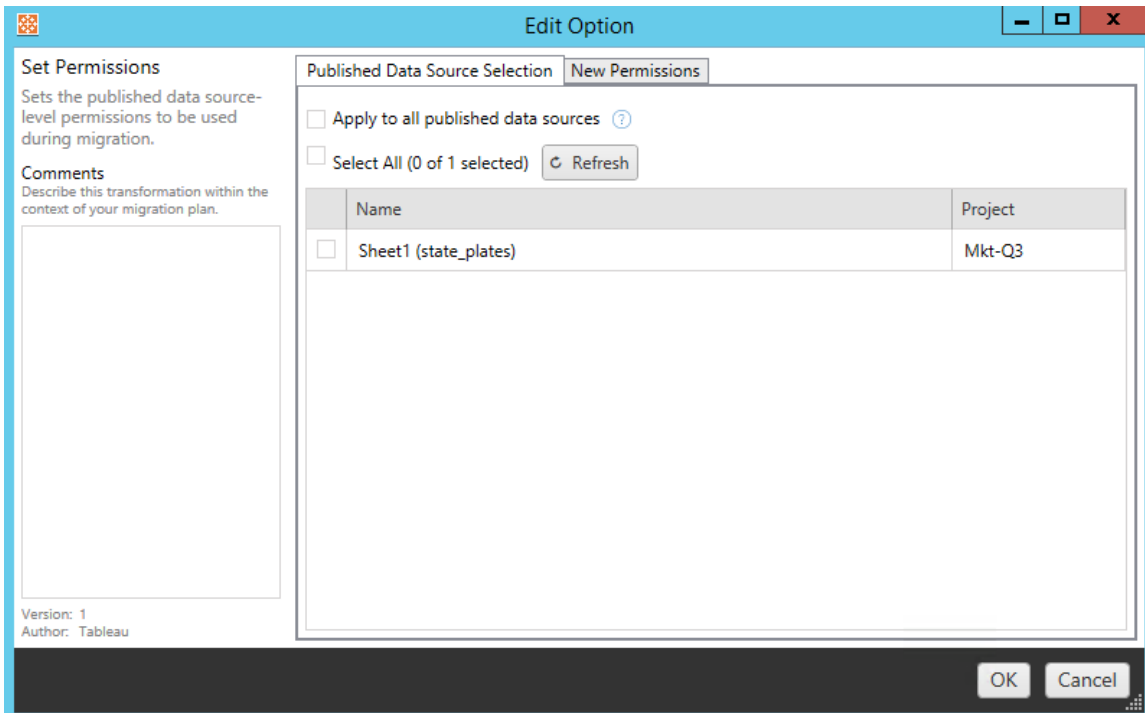 Edit Option
Set Permissions
Sets the published data source-
level permissions to be used
during migration.
Comments
Describe this transformation within the
context of your migration plan.
Version: 1
Author: Tableau
Published Data Source Selection
New Permissions
Apply to all published data sources ?
Select All (0 of 1 selected)
Refresh
Name Project
Sheet1 (state_plates) Mkt-Q3
OK
Cancel